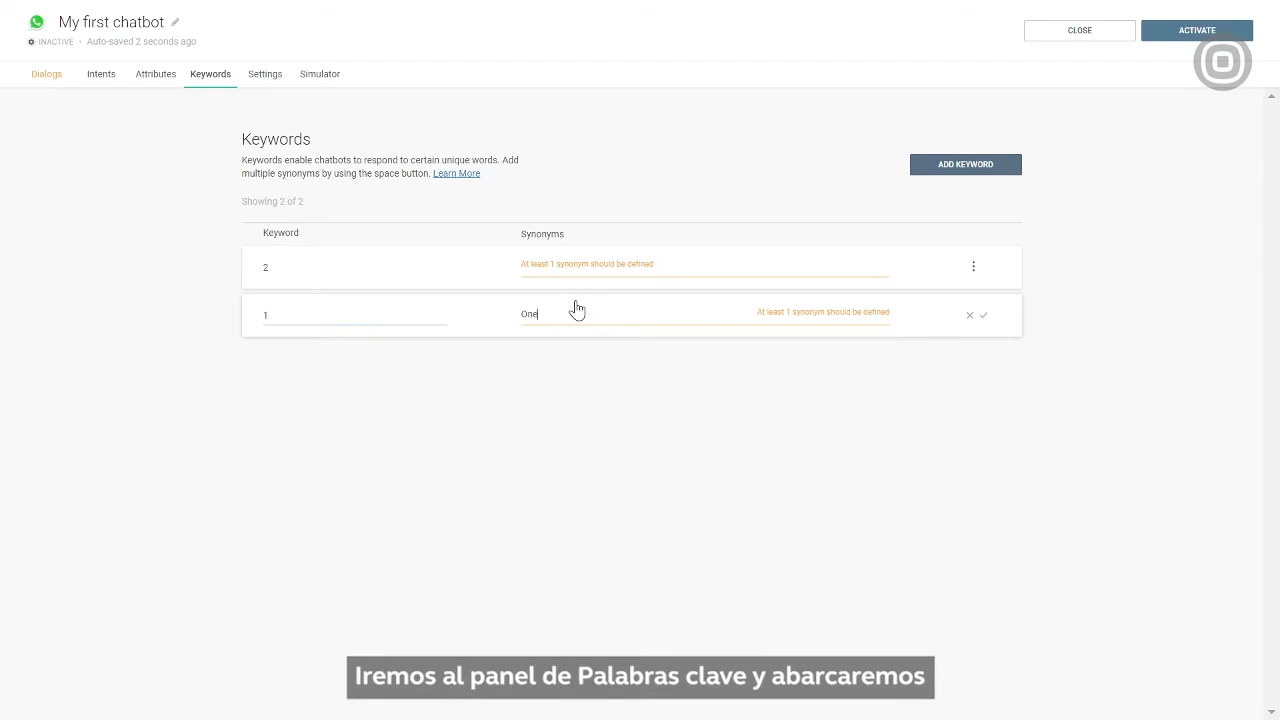 My first chatbot
INACTIVE • Auto-saved 2 seconds ago
CLOSE
ACTIVATE
Dialogs
Intents
Attributes
Keywords
Settings
Simulator
Keywords
Keywords enable chatbots to respond to certain unique words. Add
multiple synonyms by using the space button. Learn More
ADD KEYWORD
Showing 2 of 2
Keyword
Synonyms
2
At least 1 synonym should be defined
1
One
At least 1 synonym should be defined
Iremos al panel de Palabras clave y abarcaremos